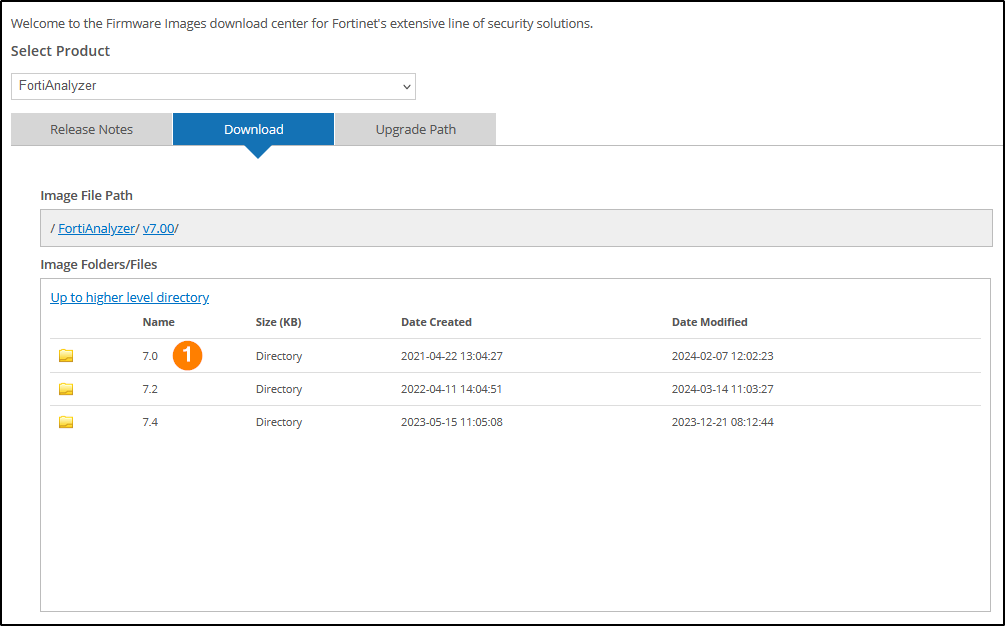 Welcome to the Firmware Images download center for Fortinet's extensive line of security solutions.
Select Product
FortiAnalyzer
Release Notes Download Upgrade Path
Image File Path
/ FortiAnalyzer/ v7.00/
Image Folders/Files
Up to higher level directory
Name Size (KB) Date Created Date Modified
7.0 1 Directory 2021-04-22 13:04:27 2024-02-07 12:02:23
7.2 Directory 2022-04-11 14:04:51 2024-03-14 11:03:27
7.4 Directory 2023-05-15 11:05:08 2023-12-21 08:12:44